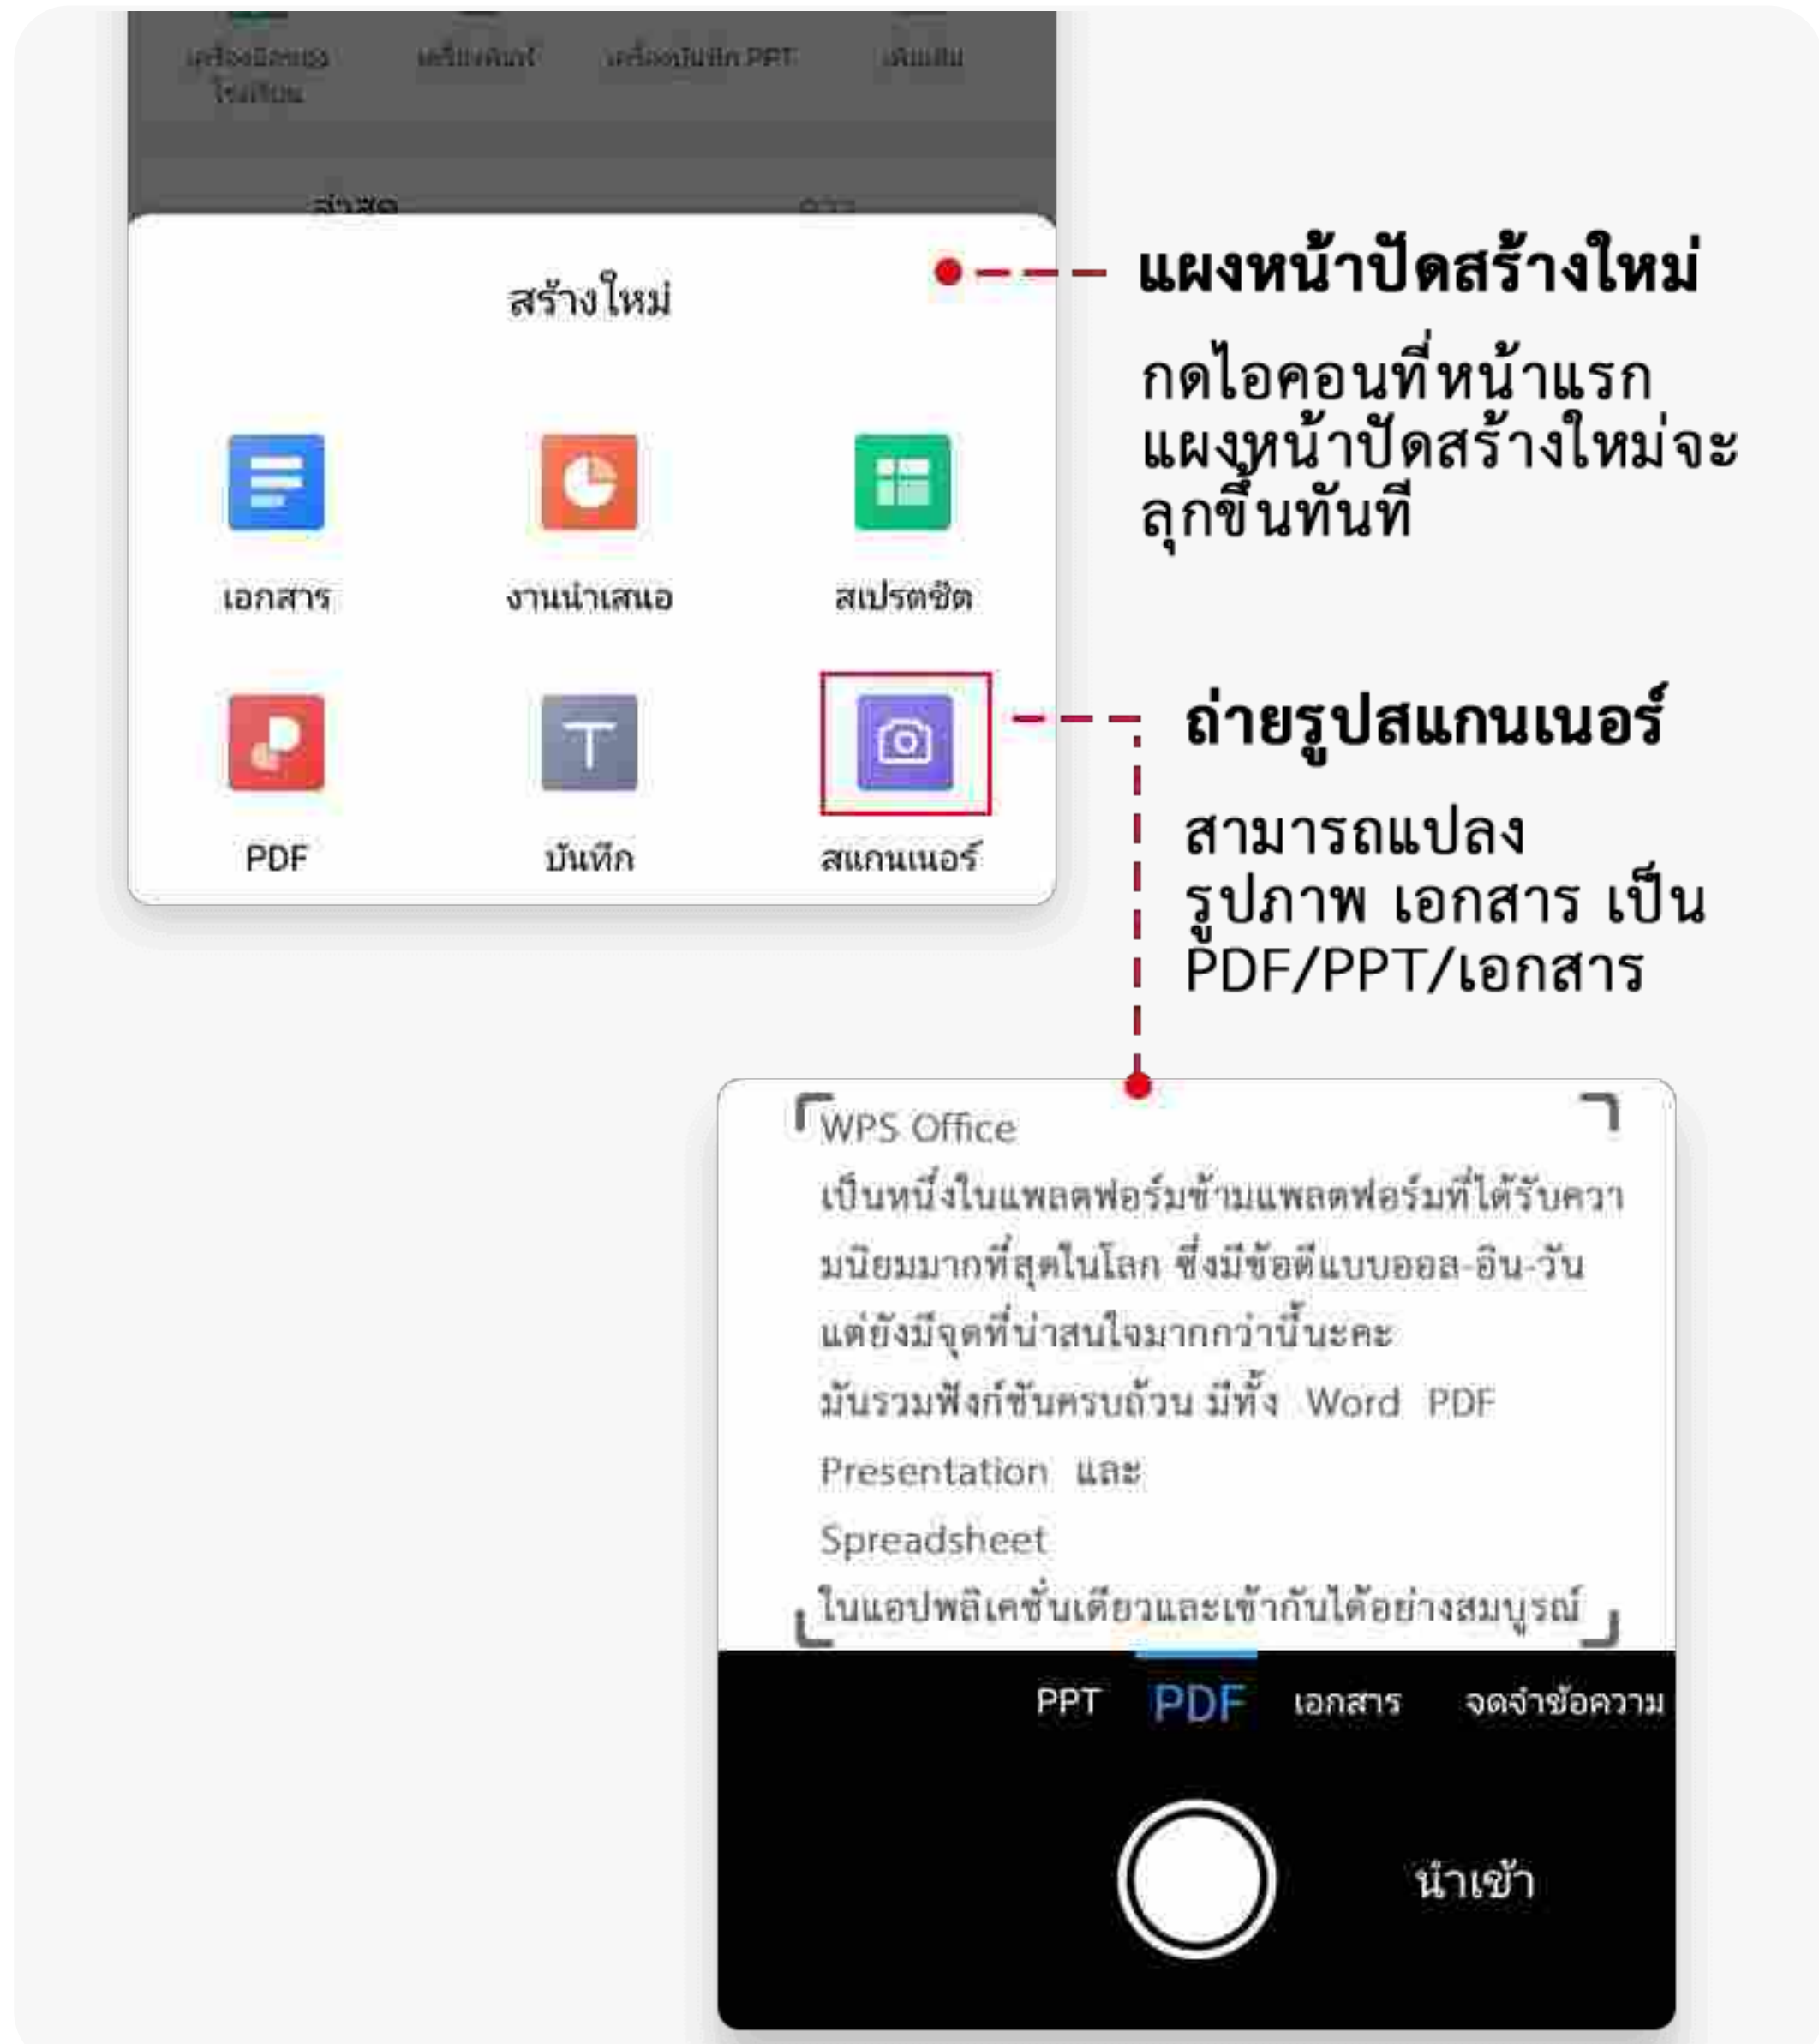 เครื่องบันทึก PPT
ล่าสุด
สร้างใหม่
เอกสาร งานนำเสนอ สเปรตชีต
PDF บันทึก สแกนเนอร์
แผงหน้าปัดสร้างใหม่
กดไอคอนที่หน้าแรก
แผงหน้าปัดสร้างใหม่จะ
ลุกขึ้นทันที
ถ่ายรูปสแกนเนอร์
สามารถแปลง
รูปภาพ เอกสาร เป็น
PDF/PPT/เอกสาร
WPS Office
เป็นหนึ่งในแพลตฟอร์มข้ามแพลตฟอร์มที่ได้รับควา
มนิยมมากที่สุดในโลก ซึ่งมีข้อดีแบบออล-อิน-วัน
แต่ยังมีจุดที่น่าสนใจมากกว่านี้นะคะ
มันรวมฟังก์ชันครบถ้วน มีทั้ง Word PDF
Presentation และ
Spreadsheet
ในแอปพลิเคชั่นเดียวและเข้ากันได้อย่างสมบูรณ์
PPT PDF เอกสาร จดจำข้อความ
นำเข้า